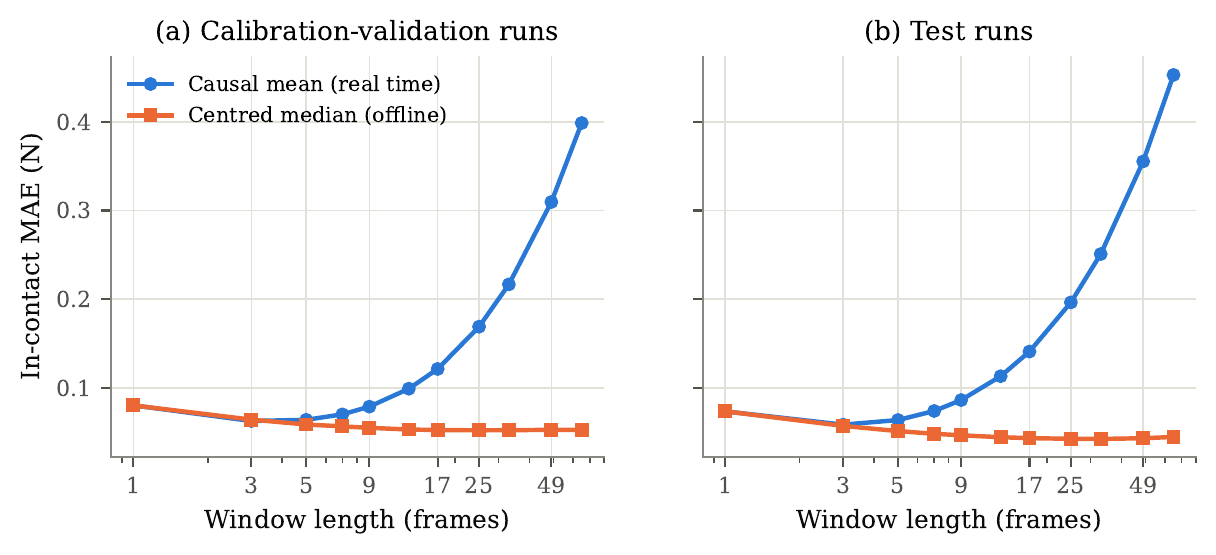 (a) Calibration-validation runs
Causal mean (real time)
Centred median (offline)
In-contact MAE (N)
0.4
0.3
0.2
0.1
1 3 5 9 17 25 49
Window length (frames)
(b) Test runs
1 3 5 9 17 25 49
Window length (frames)